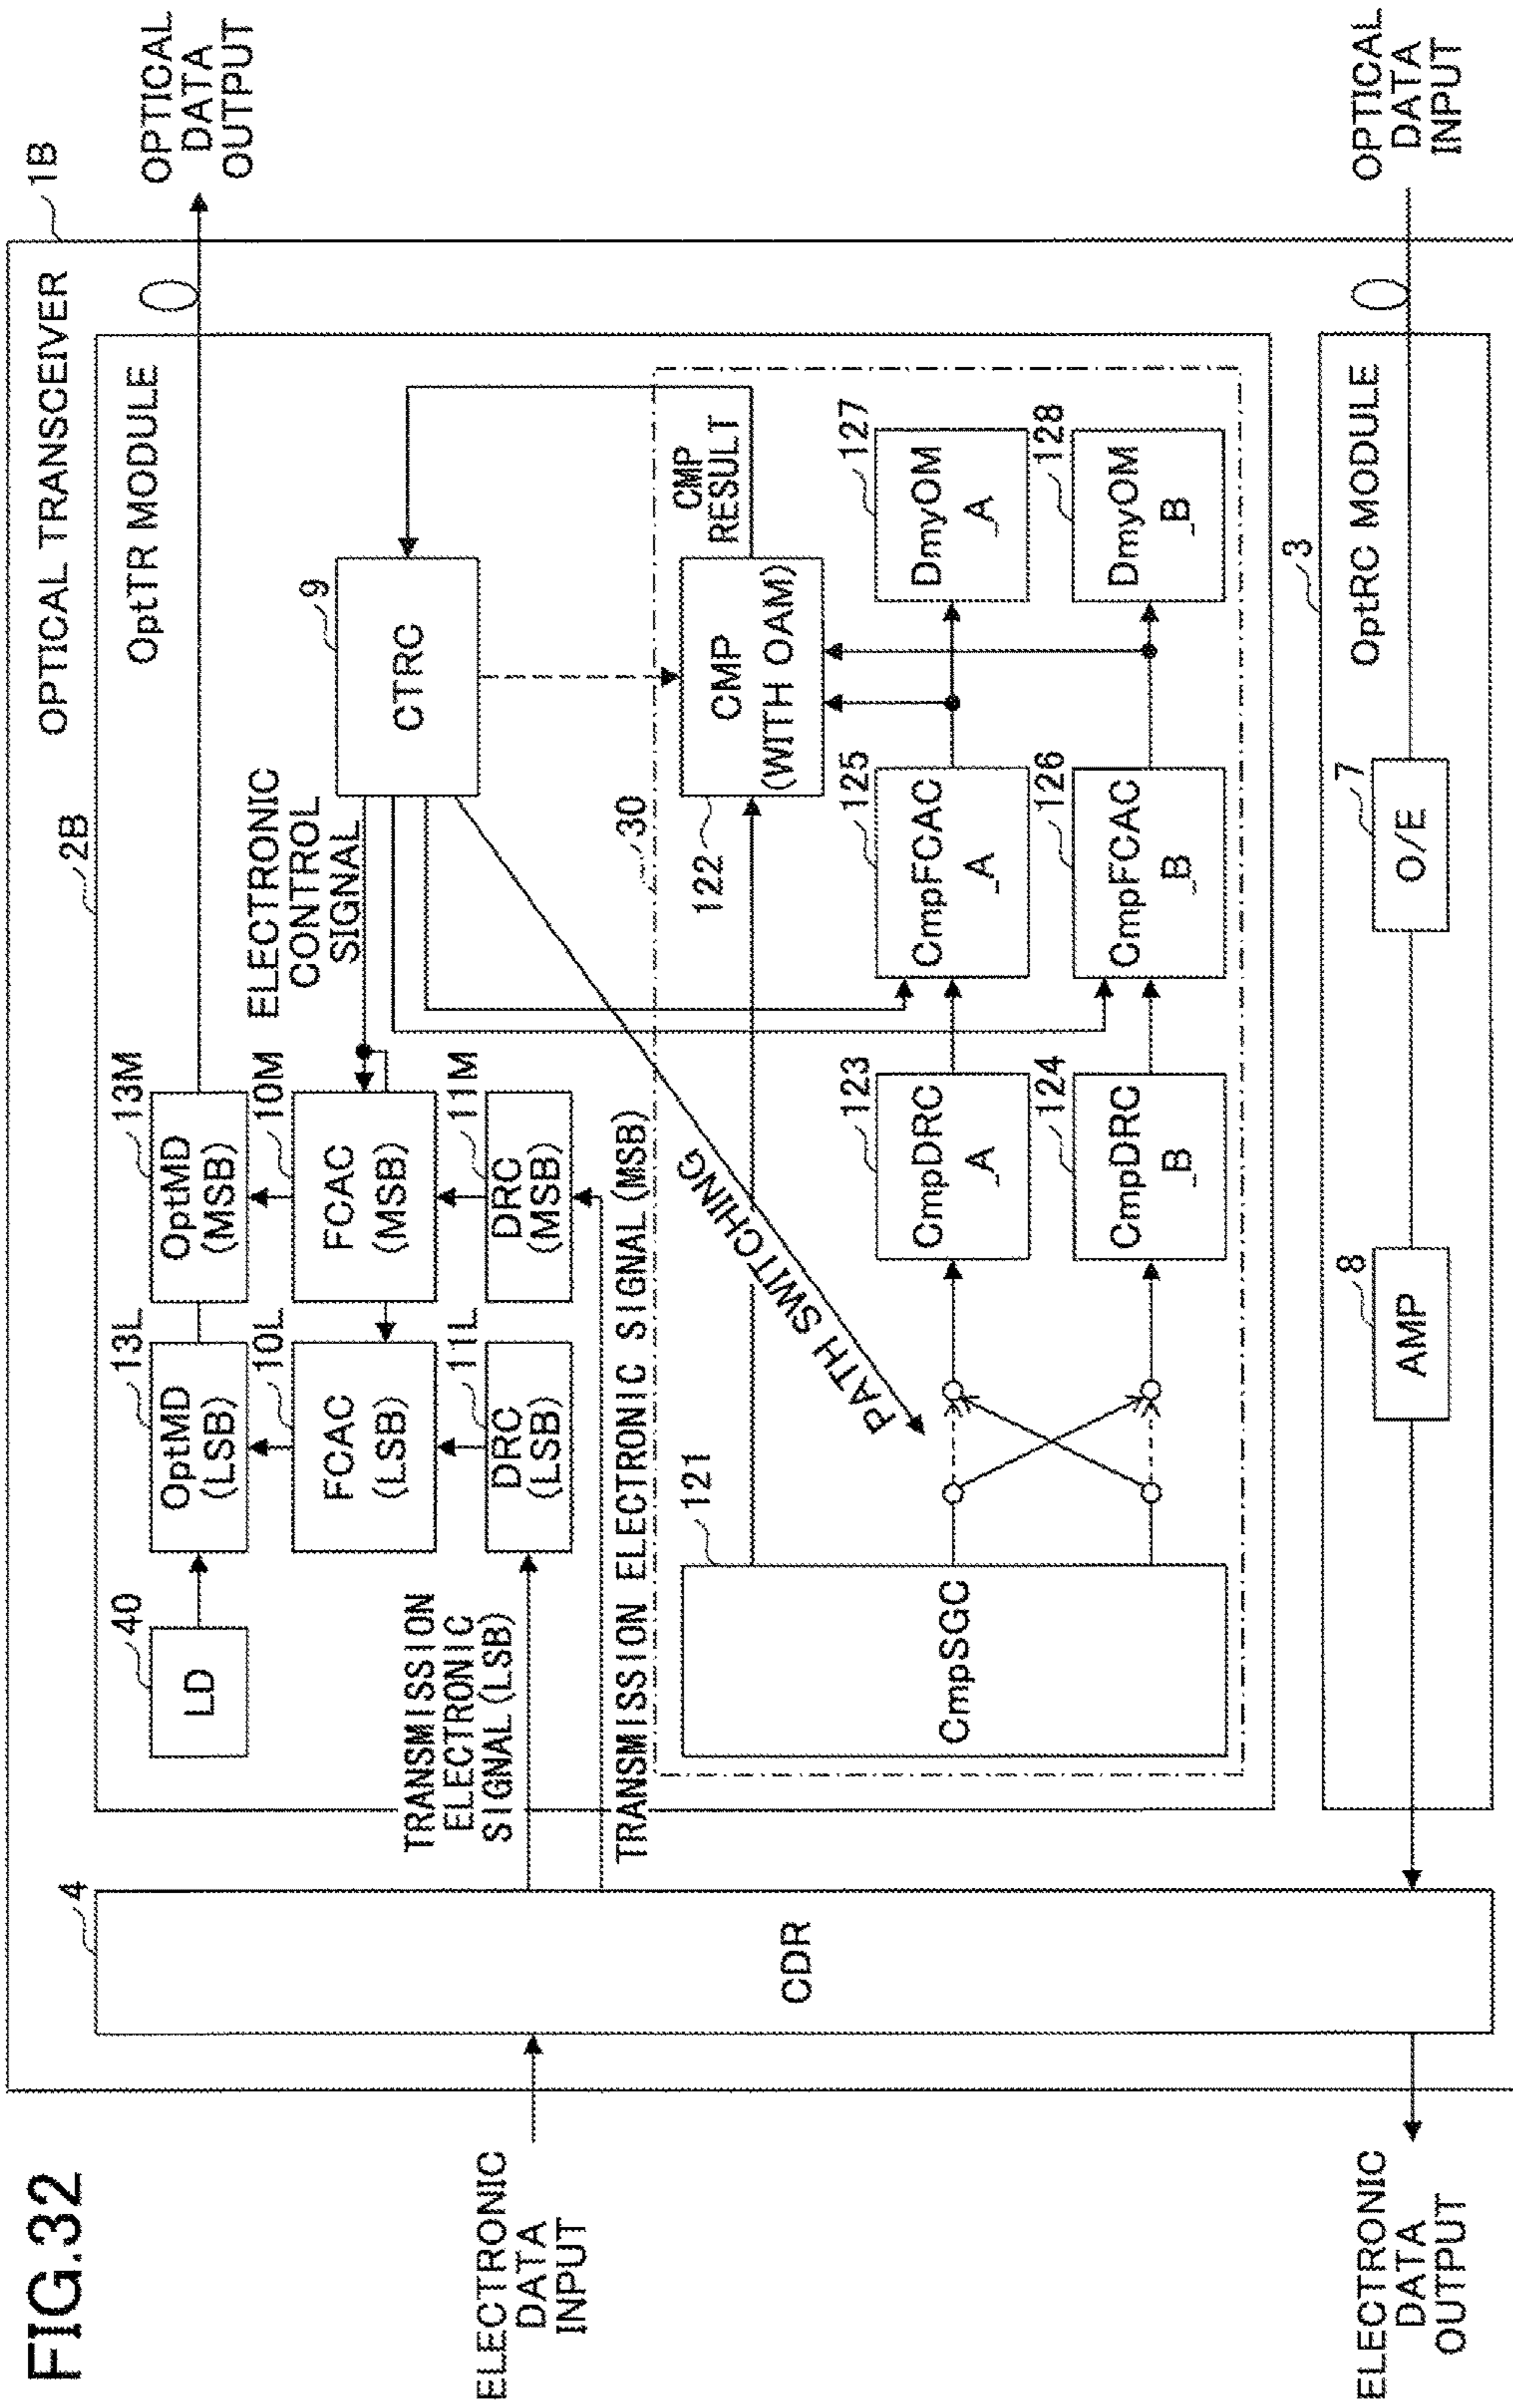 FIG.32
OPTICAL TRANSCEIVER
1B
2B
OptTR MODULE
OPTICAL
DATA
OUTPUT
4
CDR
ELECTRONIC
DATA
INPUT
40
LD
13L
OptMD
(LSB)
13M
OptMD
(MSB)
10L
FCAC
(LSB)
10M
FCAC
(MSB)
11L
DRC
(LSB)
11M
DRC
(MSB)
ELECTRONIC
CONTROL
SIGNAL
9
CTRC
TRANSMISSION
ELECTRONIC
SIGNAL(LSB)
TRANSMISSION ELECTRONIC SIGNAL(MSB)
30
CMP
RESULT
122
CMP
(WITH OAM)
PATH SWITCHING
121
CmpSGC
123
CmpDRC
_A
124
CmpDRC
_B
125
CmpFCAC
_A
126
CmpFCAC
_B
127
DmyOM
_A
128
DmyOM
_B
3
OptRC MODULE
7
O/E
8
AMP
OPTICAL
DATA
INPUT
ELECTRONIC
DATA
OUTPUT